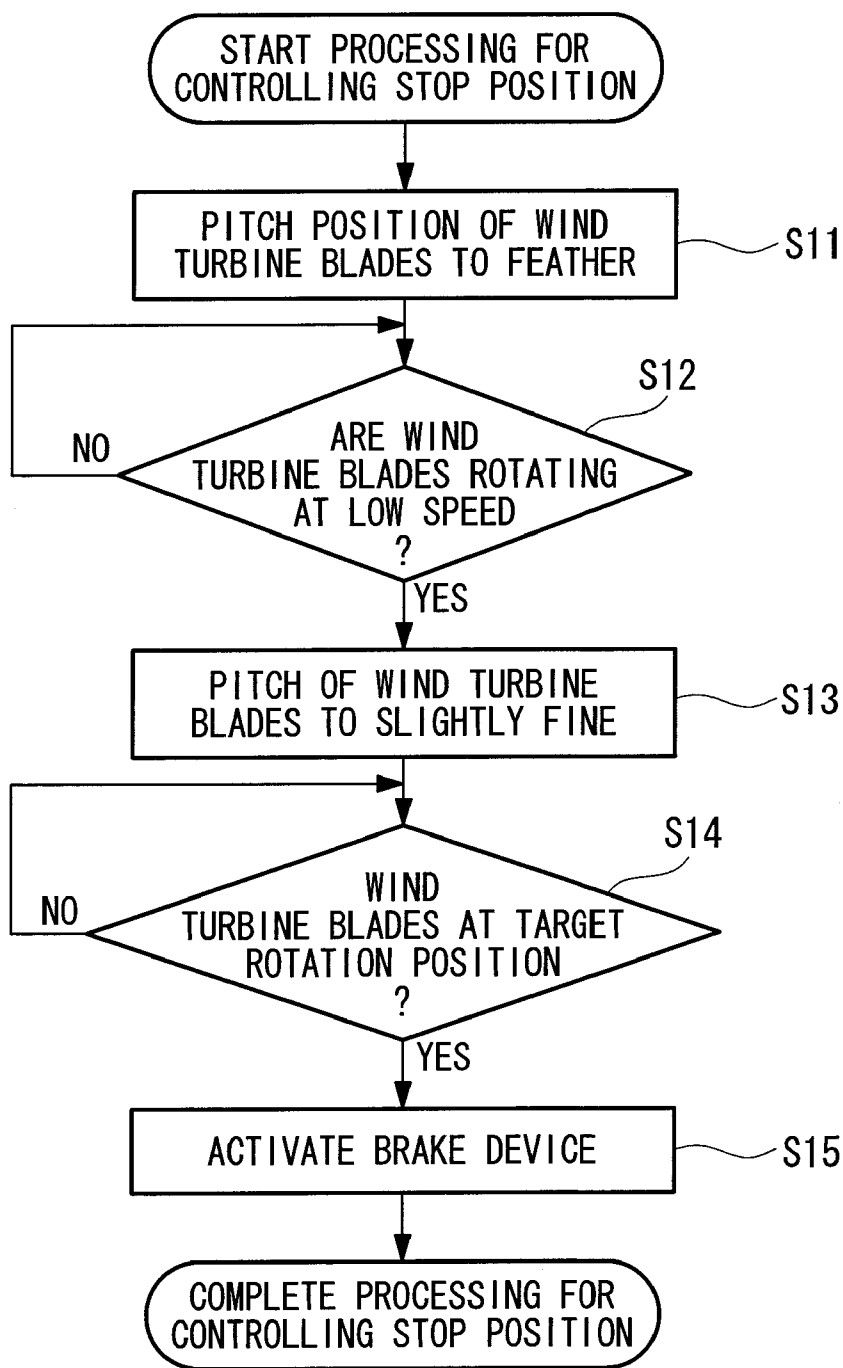 START PROCESSING FOR
CONTROLLING STOP POSITION
PITCH POSITION OF WIND
TURBINE BLADES TO FEATHER
S11
S12
ARE WIND
TURBINE BLADES ROTATING
AT LOW SPEED
?
NO
YES
PITCH OF WIND TURBINE
BLADES TO SLIGHTLY FINE
S13
S14
WIND
TURBINE BLADES AT TARGET
ROTATION POSITION
?
NO
YES
ACTIVATE BRAKE DEVICE
S15
COMPLETE PROCESSING FOR
CONTROLLING STOP POSITION